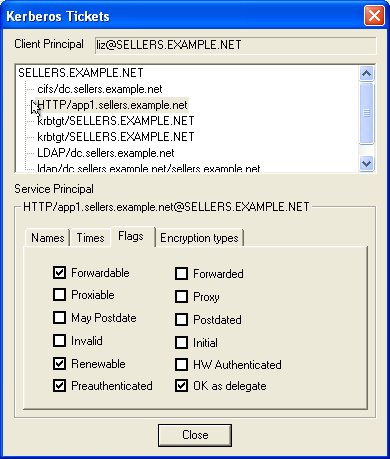 Kerberos Tickets
Client Principal liz@SELLERS.EXAMPLE.NET
SELLERS.EXAMPLE.NET
cifs/dc.sellers.example.net
HTTP/app1.sellers.example.net
krbtgt/SELLERS.EXAMPLE.NET
krbtgt/SELLERS.EXAMPLE.NET
LDAP/dc.sellers.example.net
ldap/dc.sellers.example.net/sellers.example.net
Service Principal
HTTP/app1.sellers.example.net@SELLERS.EXAMPLE.NET
Names Times Flags Encryption types
Forwardable Forwarded
Proxiable Proxy
May Postdate Postdated
Invalid Initial
Renewable HW Authenticated
Preauthenticated OK as delegate
Close